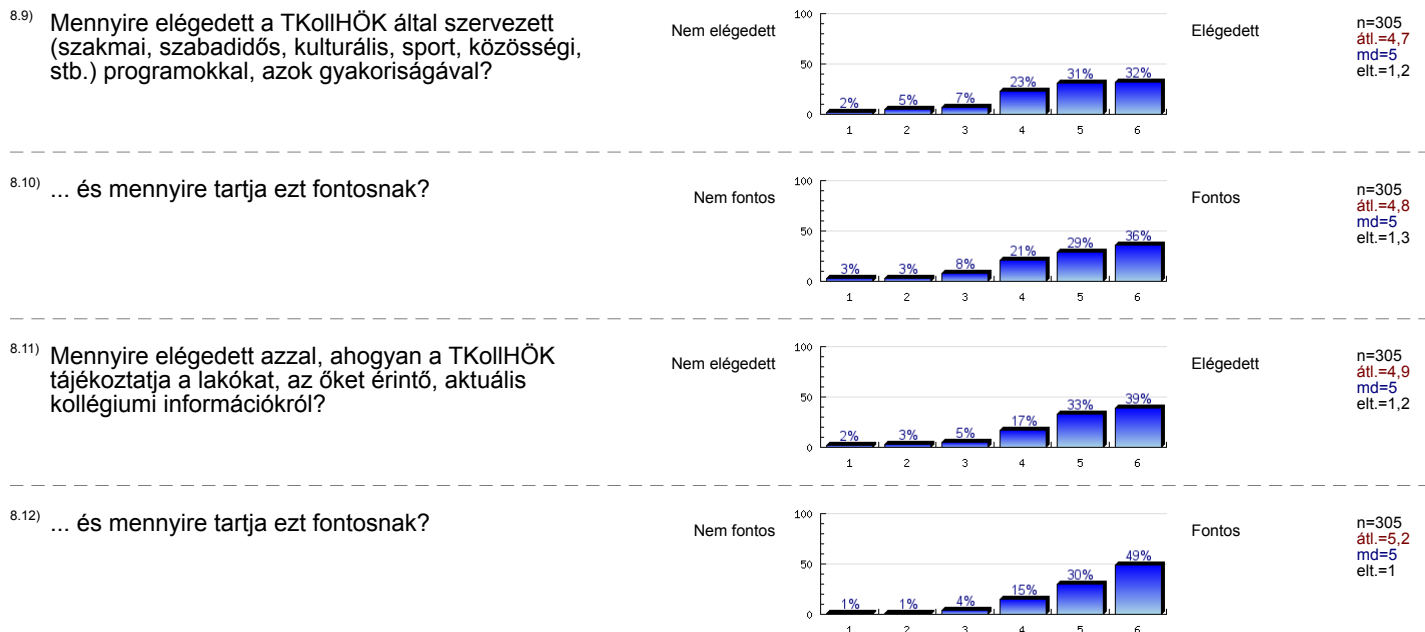 8.9) Mennyire elégedett a TKollHÖK által szervezett
(szakmai, szabadidős, kulturális, sport, közösségi,
stb.) programokkal, azok gyakoriságával?
Nem elégedett
100
50
0
2% 5% 7% 23% 31% 32%
1 2 3 4 5 6
Elégedett
n=305
átl.=4,7
md=5
elt.=1,2
8.10) ... és mennyire tartja ezt fontosnak?
Nem fontos
100
50
0
3% 3% 8% 21% 29% 36%
1 2 3 4 5 6
Fontos
n=305
átl.=4,8
md=5
elt.=1,3
8.11) Mennyire elégedett azzal, ahogyan a TKollHÖK
tájékoztatja a lakókat, az őket érintő, aktuális
kollégiumi információkról?
Nem elégedett
100
50
0
2% 3% 5% 17% 33% 39%
1 2 3 4 5 6
Elégedett
n=305
átl.=4,9
md=5
elt.=1,2
8.12) ... és mennyire tartja ezt fontosnak?
Nem fontos
100
50
0
1% 1% 4% 15% 30% 49%
1 2 3 4 5 6
Fontos
n=305
átl.=5,2
md=5
elt.=1